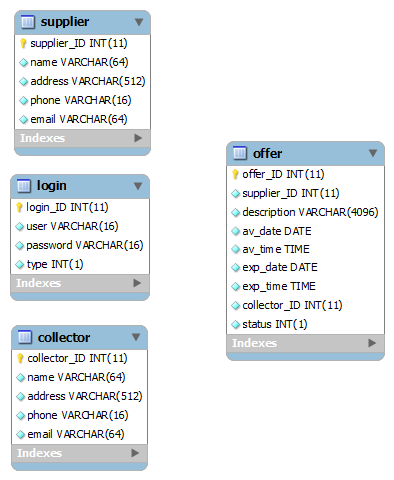 supplier
supplier_ID INT(11)
name VARCHAR(64)
address VARCHAR(512)
phone VARCHAR(16)
email VARCHAR(64)
Indexes
login
login_ID INT(11)
user VARCHAR(16)
password VARCHAR(16)
type INT(1)
Indexes
collector
collector_ID INT(11)
name VARCHAR(64)
address VARCHAR(512)
phone VARCHAR(16)
email VARCHAR(64)
Indexes
offer
offer_ID INT(11)
supplier_ID INT(11)
description VARCHAR(4096)
av_date DATE
av_time TIME
exp_date DATE
exp_time TIME
collector_ID INT(11)
status INT(1)
Indexes